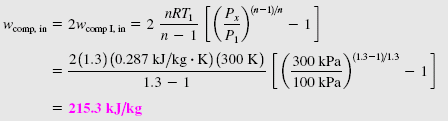 w_comp, in = 2w_comp I, in = 2 nRT₁/(n − 1) [(Pₓ/P₁)^((n−1)/n) − 1]
= 2(1.3)(0.287 kJ/kg · K)(300 K)/(1.3 − 1) [(300 kPa/100 kPa)^((1.3−1)/1.3) − 1]
= 215.3 kJ/kg